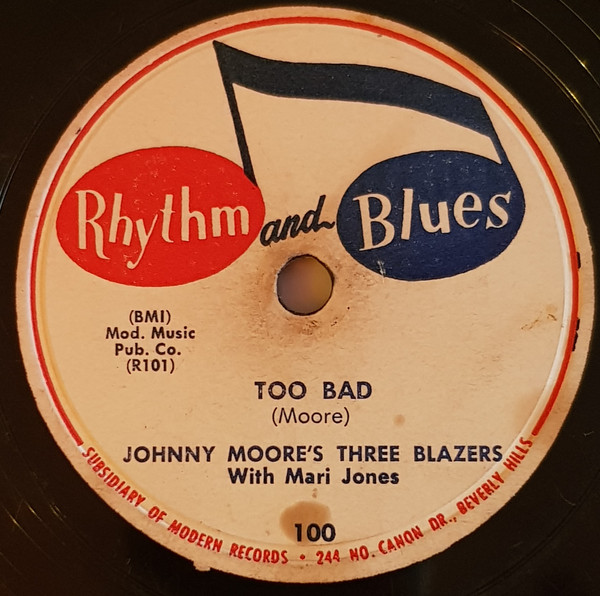 Rhythm and Blues
(BMI)
Mod. Music
Pub. Co.
(R101)
TOO BAD
(Moore)
JOHNNY MOORE'S THREE BLAZERS
With Mari Jones
100
SUBSIDIARY OF MODERN RECORDS • 244 NO. CANON DR., BEVERLY HILLS